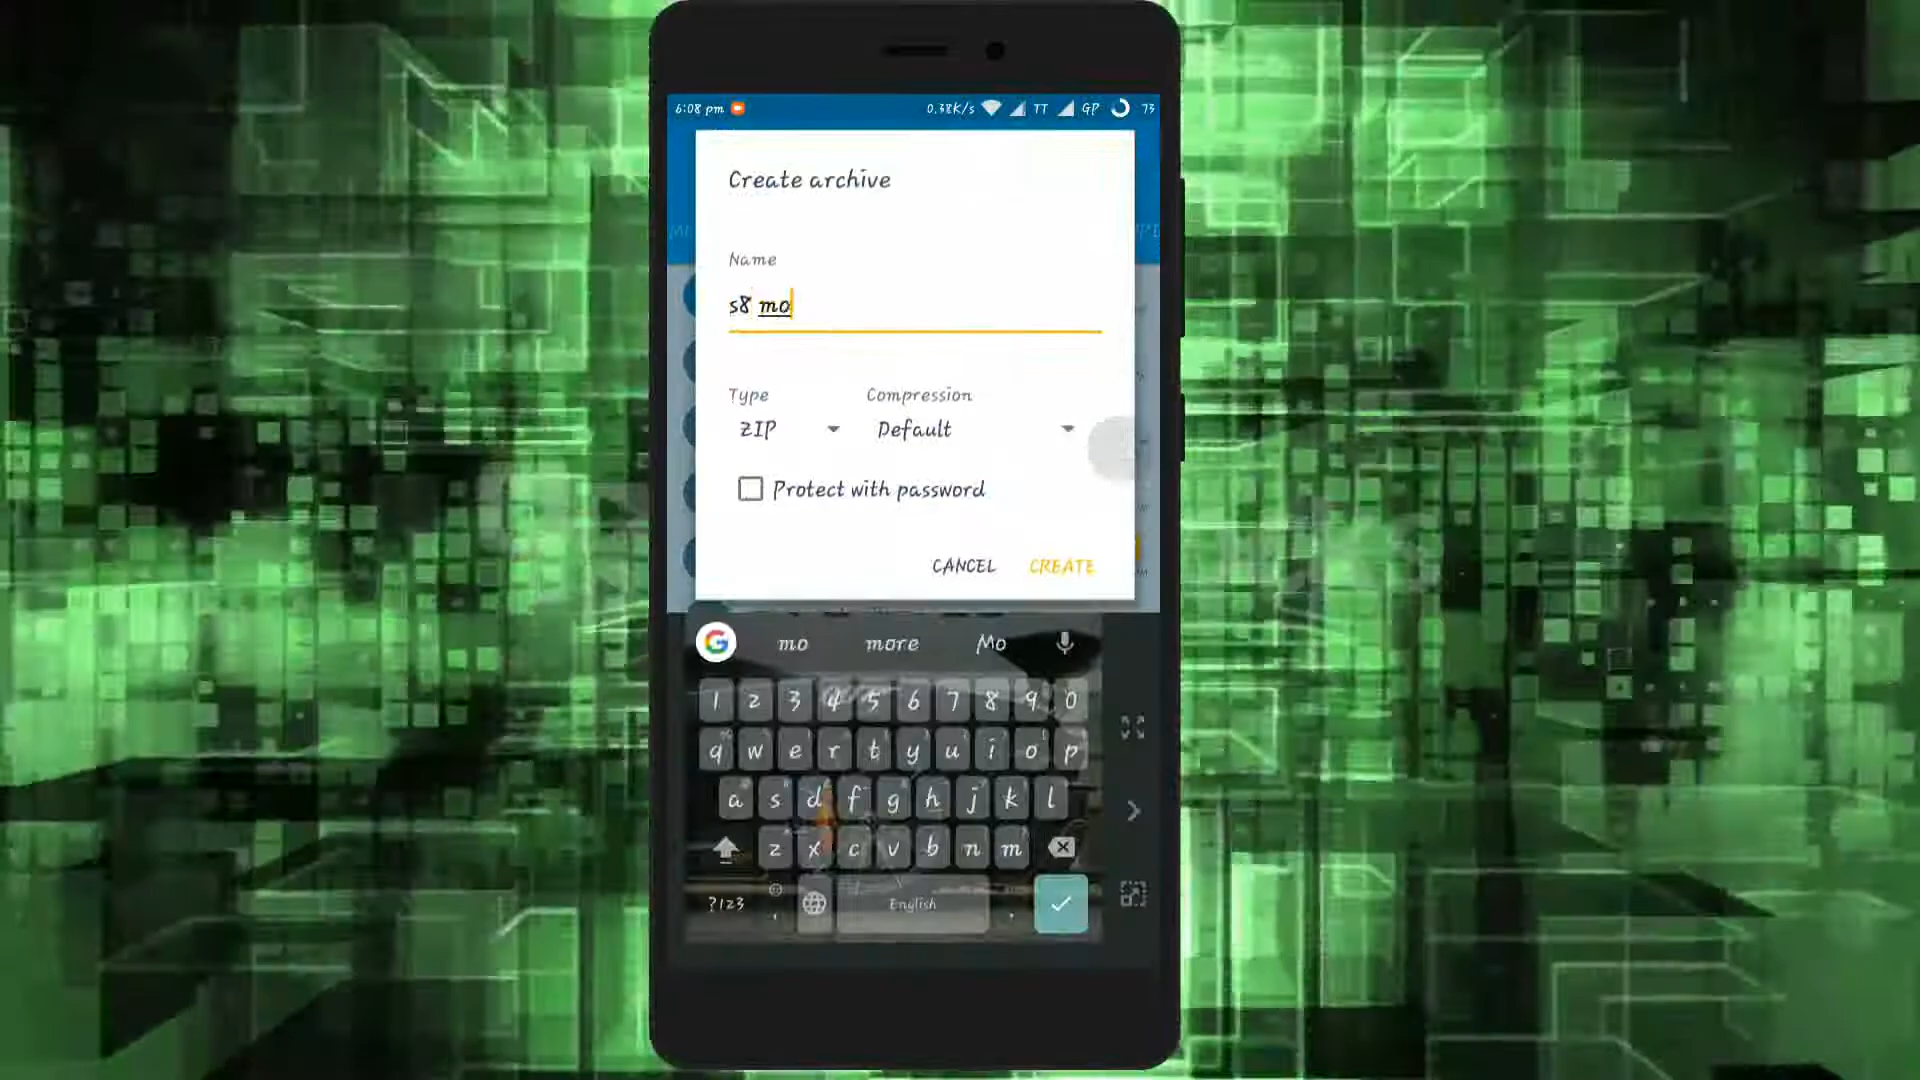 6:08 pm 0.38K/s TT GP 73
Create archive
Name
s8 mo
Type Compression
ZIP Default
Protect with password
CANCEL CREATE
mo more Mo
1 2 3 4 5 6 7 8 9 0
q w e r t y u i o p
a s d f g h j k l
z x c v b n m
?123 , English .